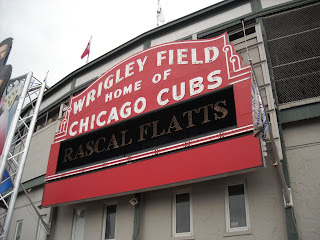 WRIGLEY FIELD
HOME OF
CHICAGO CUBS
RASCAL FLATTS